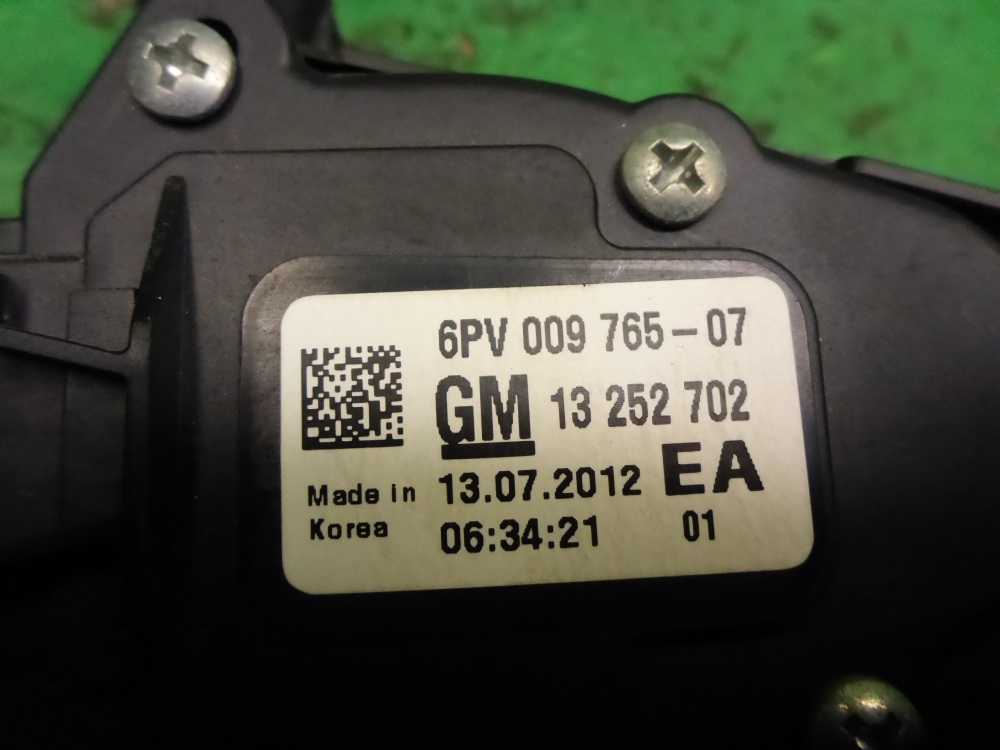 6PV 009 765-07
GM 13 252 702
Made in 13.07.2012 EA
Korea 06:34:21 01